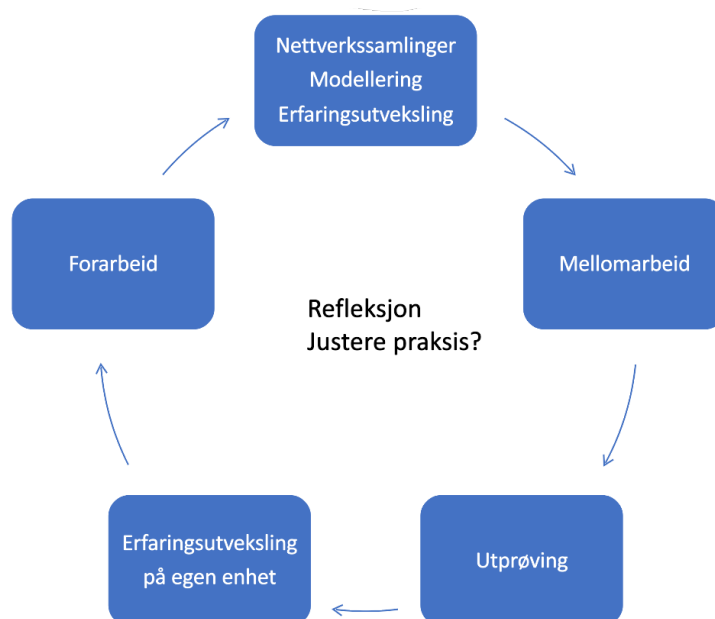 Nettverkssamlinger
Modellering
Erfaringsutveksling
Forarbeid
Mellomarbeid
Refleksjon
Justere praksis?
Erfaringsutveksling
på egen enhet
Utprøving